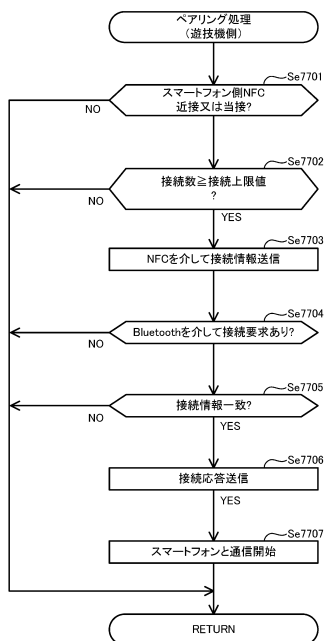 ペアリング処理
(遊技機側)
Se7701
スマートフォン側NFC
近接又は当接?
NO
Se7702
接続数≧接続上限値
?
NO
YES
Se7703
NFCを介して接続情報送信
Se7704
Bluetoothを介して接続要求あり?
NO
Se7705
接続情報一致?
NO
YES
Se7706
接続応答送信
YES
Se7707
スマートフォンと通信開始
RETURN